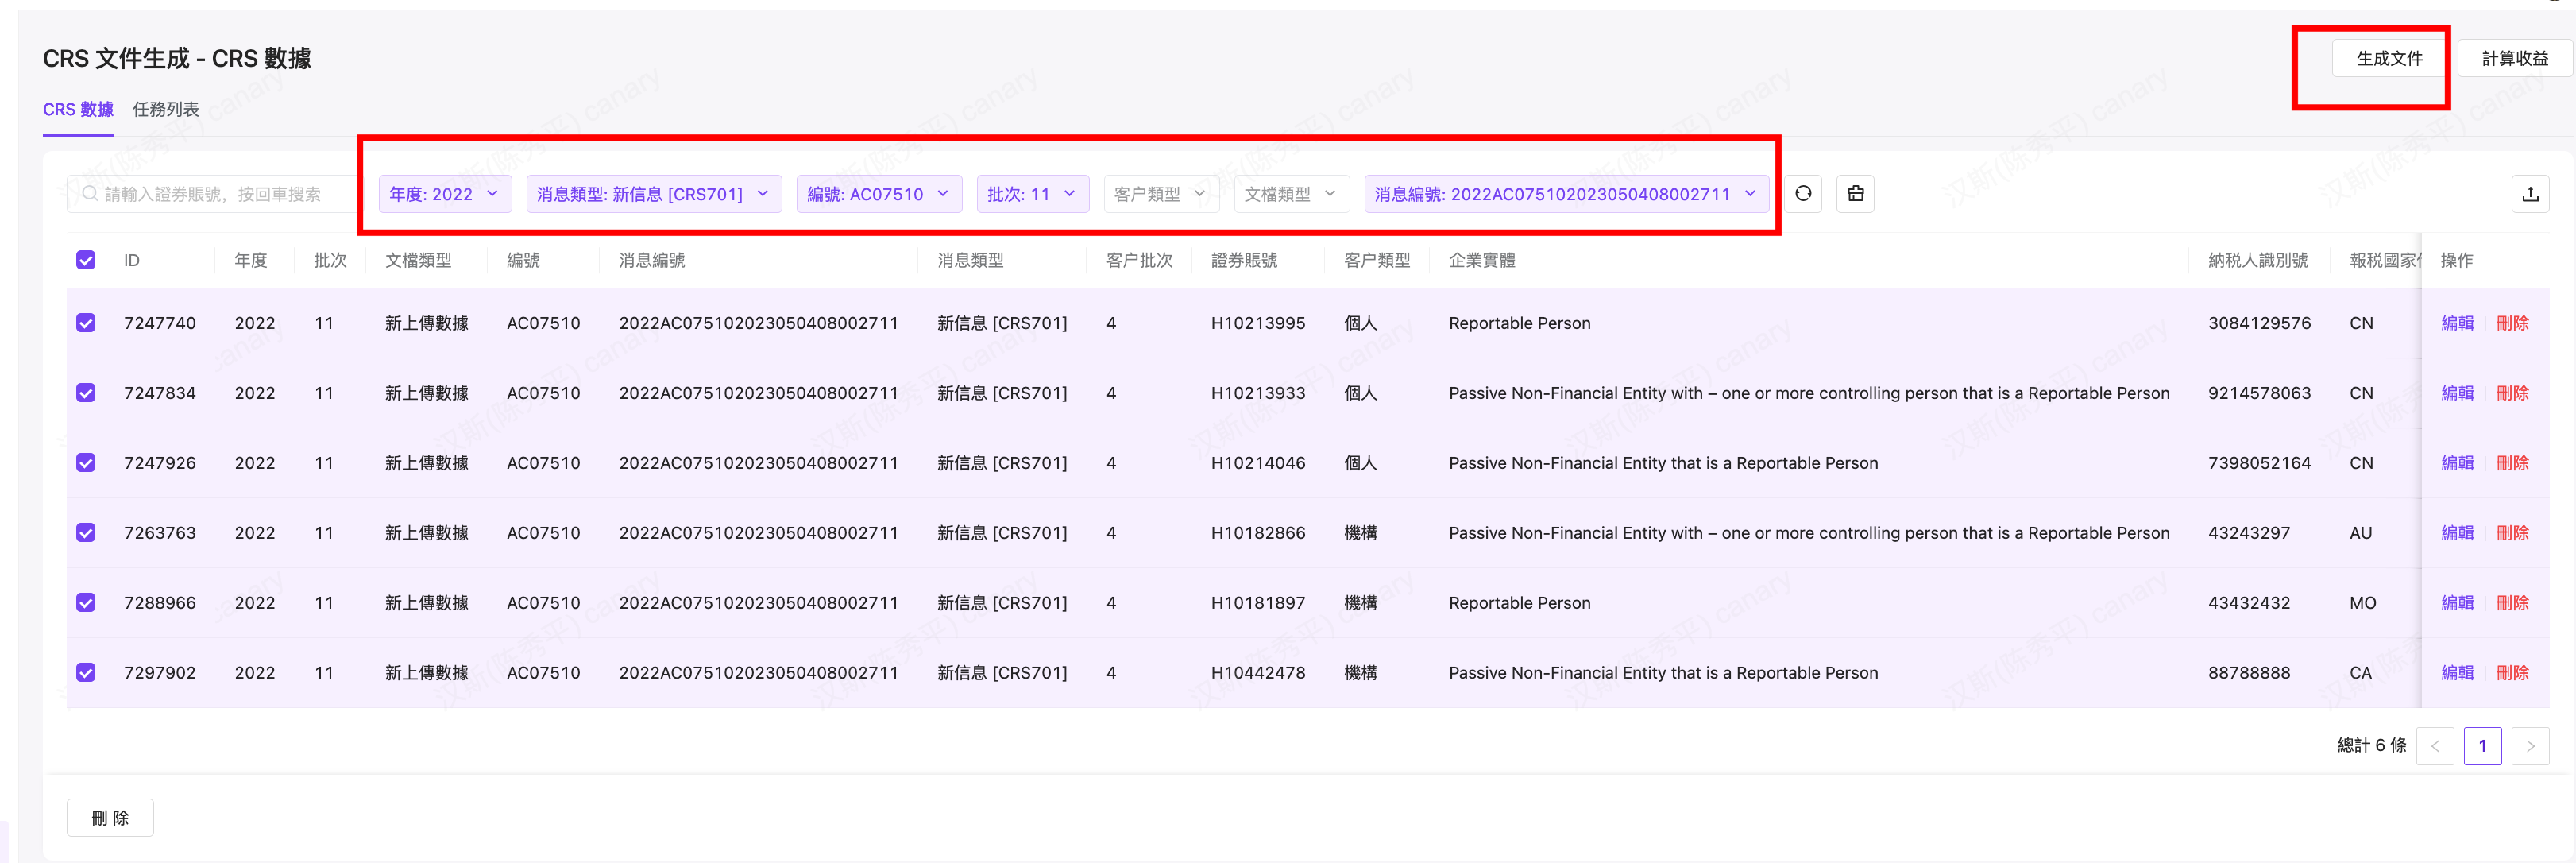 CRS 文件生成 - CRS 數據
生成文件 計算收益
CRS 數據 任務列表
請輸入證券賬號，按回車搜索 年度: 2022 消息類型: 新信息 [CRS701] 編號: AC07510 批次: 11 客户類型 文檔類型 消息編號: 2022AC075102023050408002711
ID 年度 批次 文檔類型 編號 消息編號 消息類型 客户批次 證券賬號 客户類型 企業實體 納税人識別號 報税國家 操作
7247740 2022 11 新上傳數據 AC07510 2022AC075102023050408002711 新信息 [CRS701] 4 H10213995 個人 Reportable Person 3084129576 CN 編輯 刪除
7247834 2022 11 新上傳數據 AC07510 2022AC075102023050408002711 新信息 [CRS701] 4 H10213933 個人 Passive Non-Financial Entity with – one or more controlling person that is a Reportable Person 9214578063 CN 編輯 刪除
7247926 2022 11 新上傳數據 AC07510 2022AC075102023050408002711 新信息 [CRS701] 4 H10214046 個人 Passive Non-Financial Entity that is a Reportable Person 7398052164 CN 編輯 刪除
7263763 2022 11 新上傳數據 AC07510 2022AC075102023050408002711 新信息 [CRS701] 4 H10182866 機構 Passive Non-Financial Entity with – one or more controlling person that is a Reportable Person 43243297 AU 編輯 刪除
7288966 2022 11 新上傳數據 AC07510 2022AC075102023050408002711 新信息 [CRS701] 4 H10181897 機構 Reportable Person 43432432 MO 編輯 刪除
7297902 2022 11 新上傳數據 AC07510 2022AC075102023050408002711 新信息 [CRS701] 4 H10442478 機構 Passive Non-Financial Entity that is a Reportable Person 88788888 CA 編輯 刪除
總計 6 條 1
刪 除
汉斯(陈秀平) canary